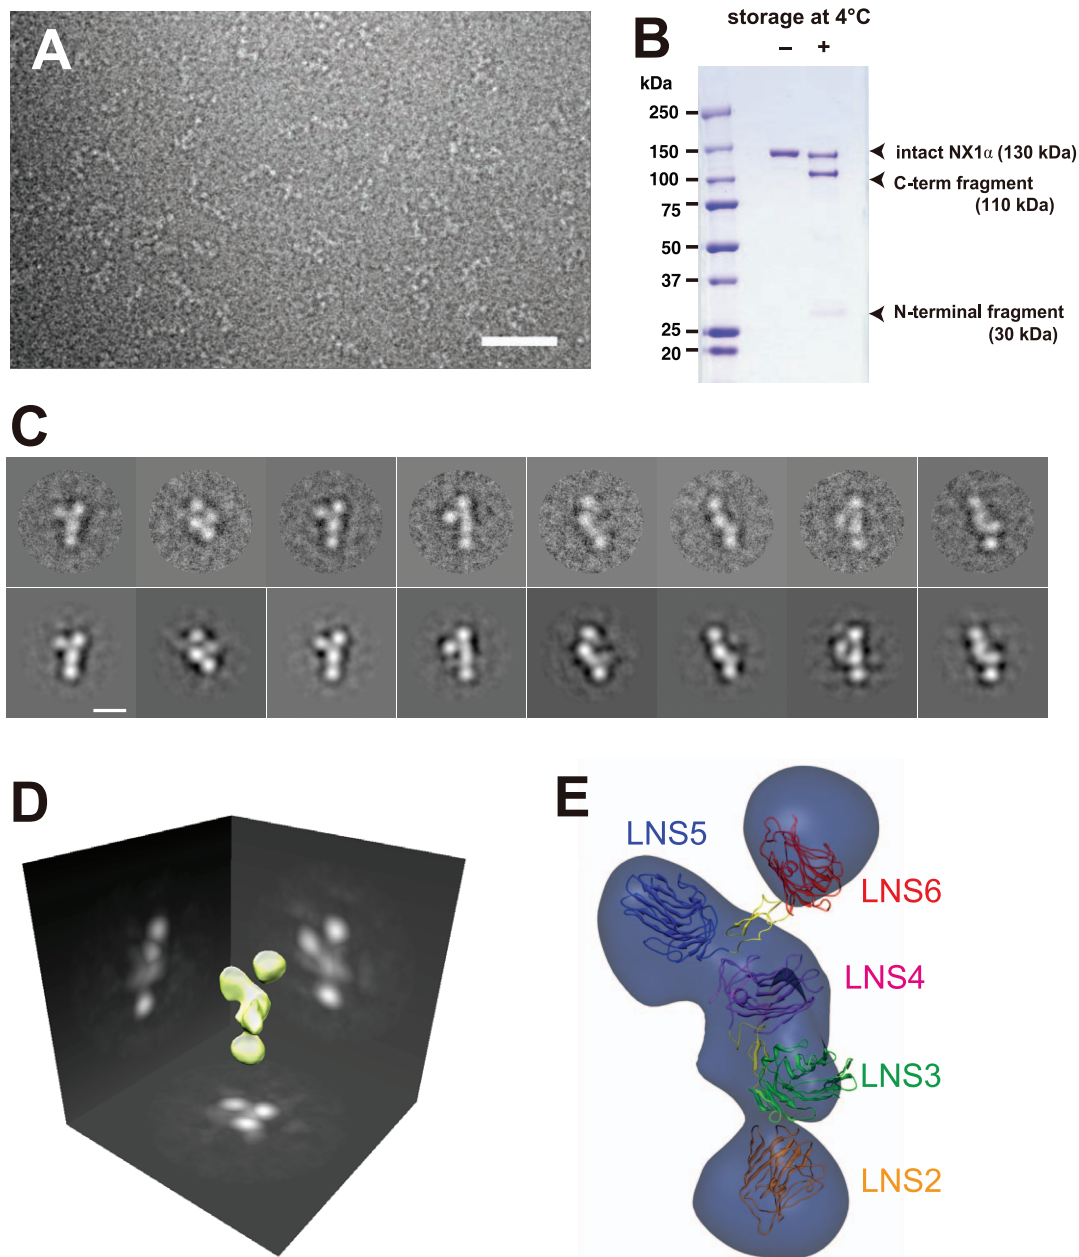 A
B
storage at 4°C
– +
kDa
250
150
100
75
50
37
25
20
intact NX1α (130 kDa)
C-term fragment
(110 kDa)
N-terminal fragment
(30 kDa)
C
D
E
LNS5
LNS6
LNS4
LNS3
LNS2